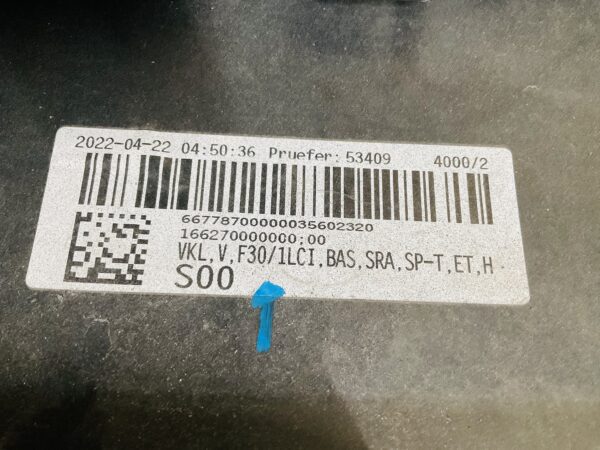 2022-04-22 04:50:36 Pruefer: 53409 4000/2
66778700000035602320
166270000000;00
VKL,V,F30/1LCI,BAS,SRA,SP-T,ET,H
S00